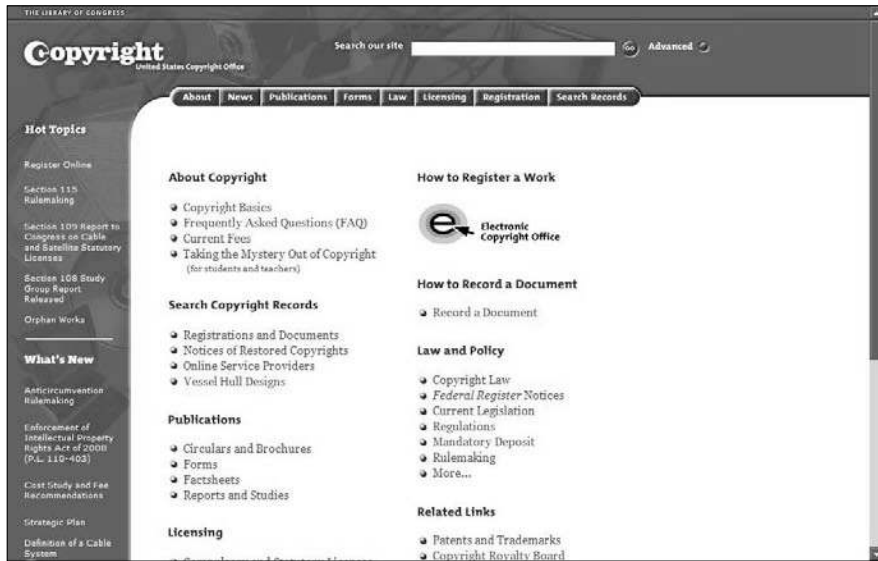 THE LIBRARY OF CONGRESS
Copyright
United States Copyright Office
Search our site
Go
Advanced
About News Publications Forms Law Licensing Registration Search Records
Hot Topics
Register Online
Section 115
Rulemaking
Section 109 Report to
Congress on Cable
and Satellite Statutory
Licenses
Section 108 Study
Group Report
Released
Orphan Works
What's New
Anticircumvention
Rulemaking
Enforcement of
Intellectual Property
Rights Act of 2008
(P.L. 110-403)
Cost Study and Fee
Recommendations
Strategic Plan
Definition of a Cable
System
About Copyright
Copyright Basics
Frequently Asked Questions (FAQ)
Current Fees
Taking the Mystery Out of Copyright
(for students and teachers)
Search Copyright Records
Registrations and Documents
Notices of Restored Copyrights
Online Service Providers
Vessel Hull Designs
Publications
Circulars and Brochures
Forms
Factsheets
Reports and Studies
Licensing
How to Register a Work
e
Electronic
Copyright Office
How to Record a Document
Record a Document
Law and Policy
Copyright Law
Federal Register Notices
Current Legislation
Regulations
Mandatory Deposit
Rulemaking
More...
Related Links
Patents and Trademarks
Copyright Royalty Board